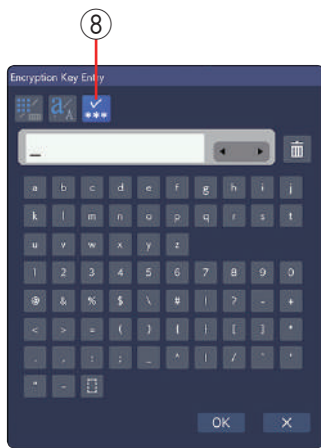 8
Encryption Key Entry
a/A
***
_
a b c d e f g h i j
k l m n o p q r s t
u v w x y z
1 2 3 4 5 6 7 8 9 0
@ & % $ \ # ! ? - +
< > = ( ) { } [ ] *
. , : ; _ ^ | / ` '
" ~
OK ×